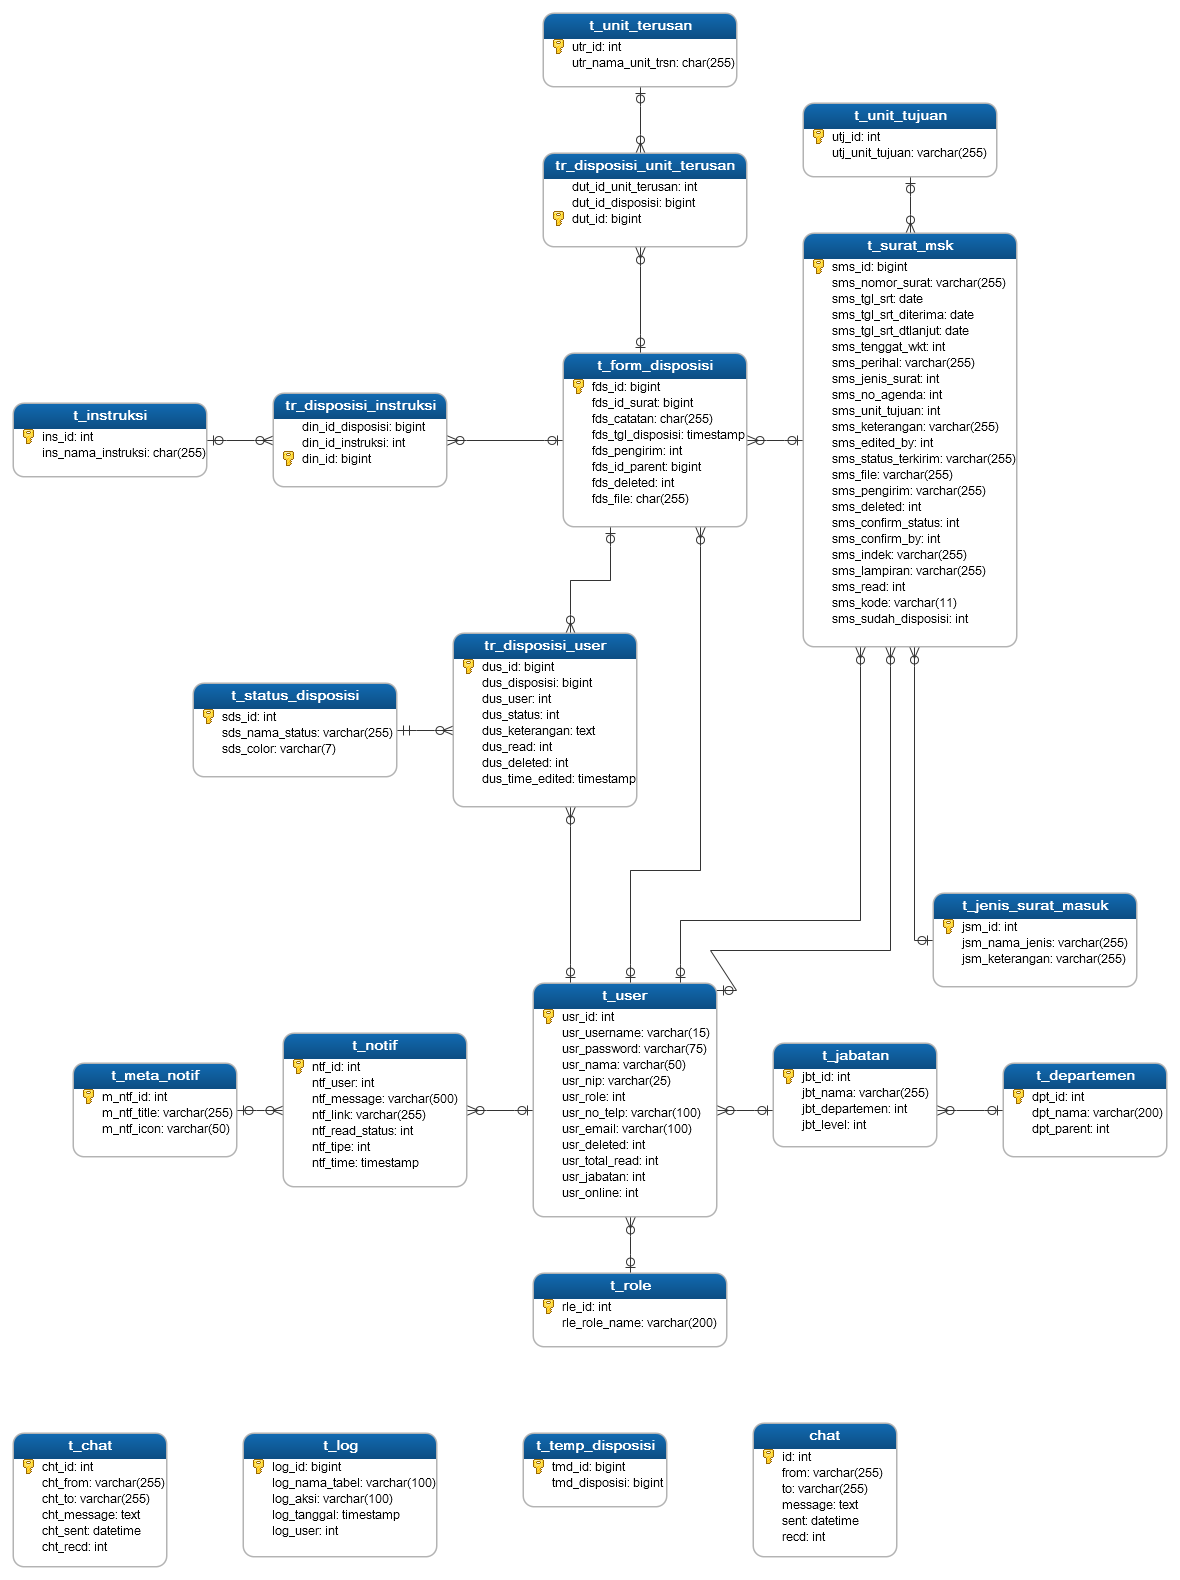 t_unit_terusan
utr_id: int
utr_nama_unit_trsn: char(255)
t_unit_tujuan
utj_id: int
utj_unit_tujuan: varchar(255)
tr_disposisi_unit_terusan
dut_id_unit_terusan: int
dut_id_disposisi: bigint
dut_id: bigint
t_surat_msk
sms_id: bigint
sms_nomor_surat: varchar(255)
sms_tgl_srt: date
sms_tgl_srt_diterima: date
sms_tgl_srt_dtlanjut: date
sms_tenggat_wkt: int
sms_perihal: varchar(255)
sms_jenis_surat: int
sms_no_agenda: int
sms_unit_tujuan: int
sms_keterangan: varchar(255)
sms_edited_by: int
sms_status_terkirim: varchar(255)
sms_file: varchar(255)
sms_pengirim: varchar(255)
sms_deleted: int
sms_confirm_status: int
sms_confirm_by: int
sms_indek: varchar(255)
sms_lampiran: varchar(255)
sms_read: int
sms_kode: varchar(11)
sms_sudah_disposisi: int
t_form_disposisi
fds_id: bigint
fds_id_surat: bigint
fds_catatan: char(255)
fds_tgl_disposisi: timestamp
fds_pengirim: int
fds_id_parent: bigint
fds_deleted: int
fds_file: char(255)
t_instruksi
ins_id: int
ins_nama_instruksi: char(255)
tr_disposisi_instruksi
din_id_disposisi: bigint
din_id_instruksi: int
din_id: bigint
tr_disposisi_user
dus_id: bigint
dus_disposisi: bigint
dus_user: int
dus_status: int
dus_keterangan: text
dus_read: int
dus_deleted: int
dus_time_edited: timestamp
t_status_disposisi
sds_id: int
sds_nama_status: varchar(255)
sds_color: varchar(7)
t_jenis_surat_masuk
jsm_id: int
jsm_nama_jenis: varchar(255)
jsm_keterangan: varchar(255)
t_user
usr_id: int
usr_username: varchar(15)
usr_password: varchar(75)
usr_nama: varchar(50)
usr_nip: varchar(25)
usr_role: int
usr_no_telp: varchar(100)
usr_email: varchar(100)
usr_deleted: int
usr_total_read: int
usr_jabatan: int
usr_online: int
t_notif
ntf_id: int
ntf_user: int
ntf_message: varchar(500)
ntf_link: varchar(255)
ntf_read_status: int
ntf_tipe: int
ntf_time: timestamp
t_meta_notif
m_ntf_id: int
m_ntf_title: varchar(255)
m_ntf_icon: varchar(50)
t_jabatan
jbt_id: int
jbt_nama: varchar(255)
jbt_departemen: int
jbt_level: int
t_departemen
dpt_id: int
dpt_nama: varchar(200)
dpt_parent: int
t_role
rle_id: int
rle_role_name: varchar(200)
t_chat
cht_id: int
cht_from: varchar(255)
cht_to: varchar(255)
cht_message: text
cht_sent: datetime
cht_recd: int
t_log
log_id: bigint
log_nama_tabel: varchar(100)
log_aksi: varchar(100)
log_tanggal: timestamp
log_user: int
t_temp_disposisi
tmd_id: bigint
tmd_disposisi: bigint
chat
id: int
from: varchar(255)
to: varchar(255)
message: text
sent: datetime
recd: int